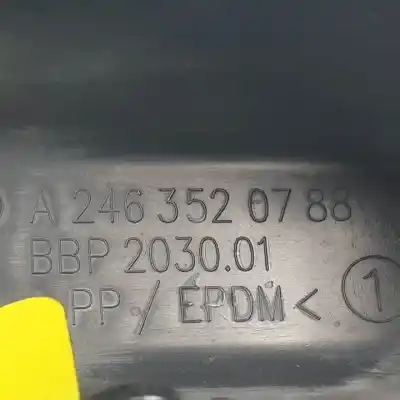 A 246 352 07 88
BBP 2030.01
PP / EPDM < 1